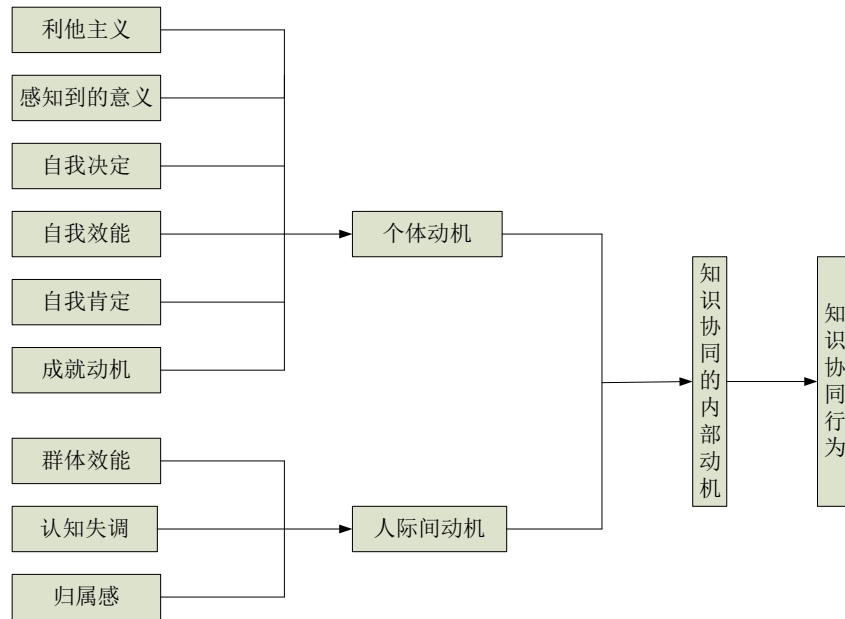 利他主义
感知到的意义
自我决定
自我效能
自我肯定
成就动机
个体动机
群体效能
认知失调
归属感
人际间动机
知识协同的内部动机
知识协同行为